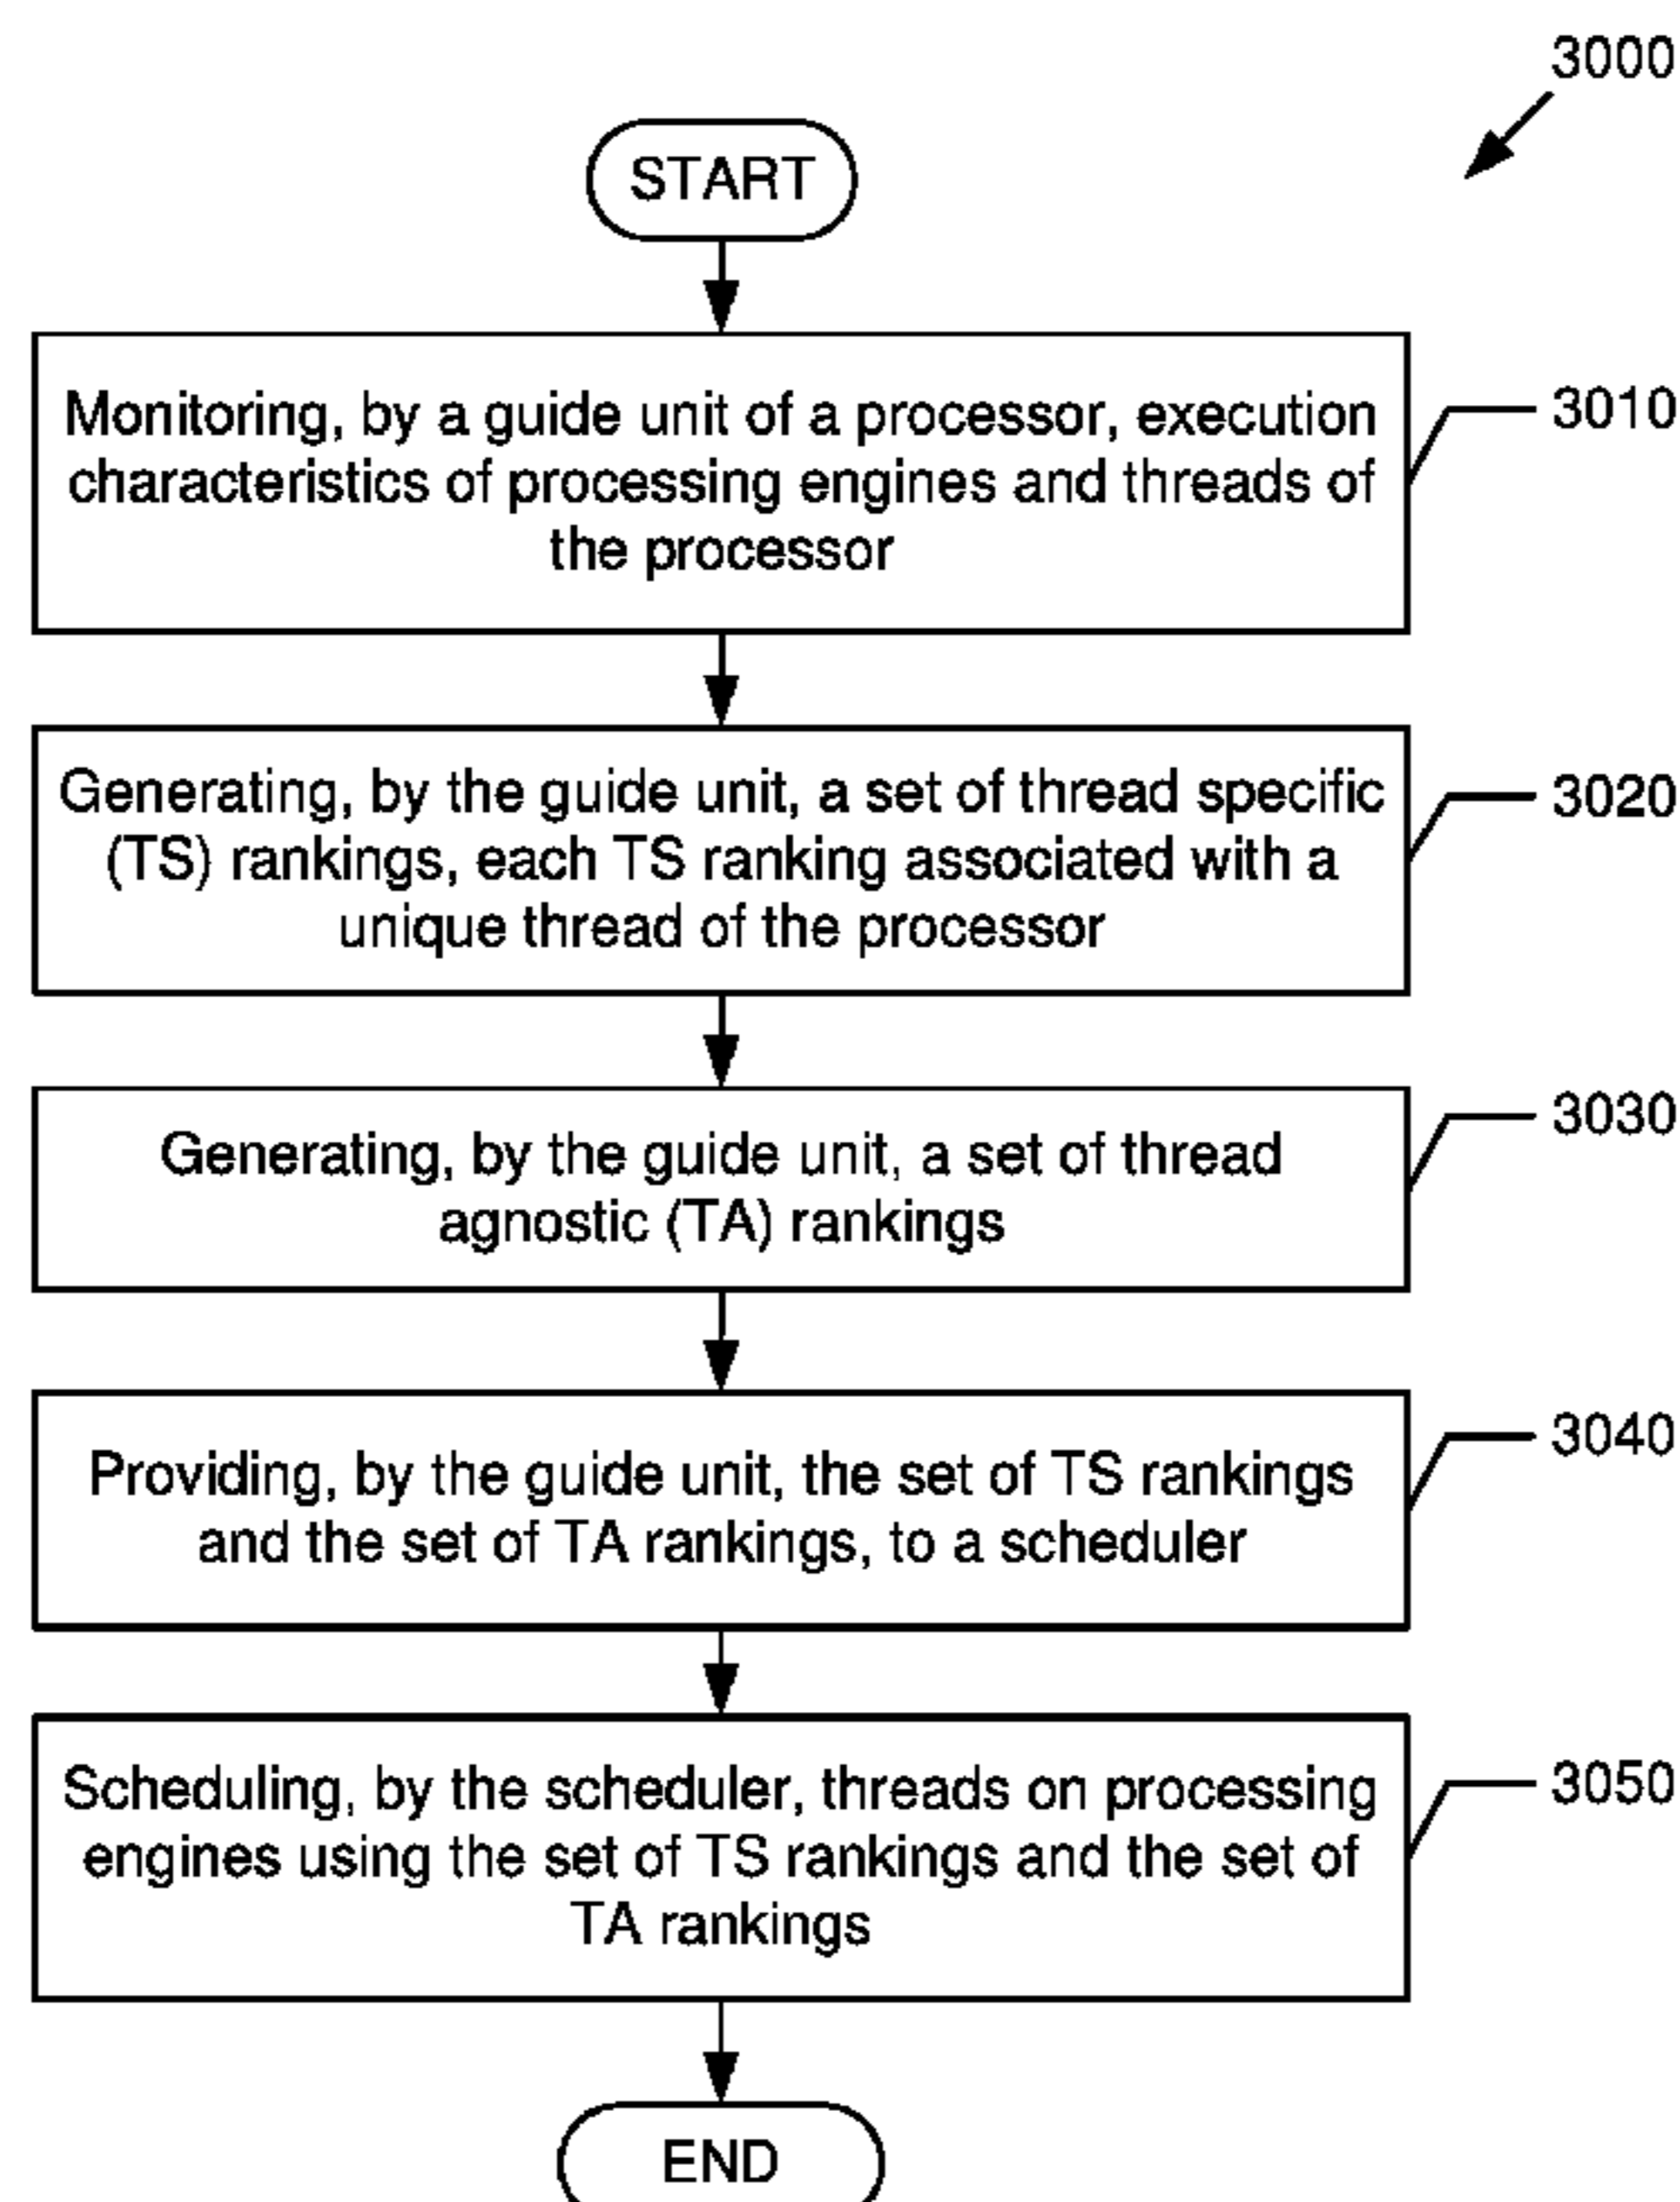 3000
START
Monitoring, by a guide unit of a processor, execution
characteristics of processing engines and threads of
the processor
3010
Generating, by the guide unit, a set of thread specific
(TS) rankings, each TS ranking associated with a
unique thread of the processor
3020
Generating, by the guide unit, a set of thread
agnostic (TA) rankings
3030
Providing, by the guide unit, the set of TS rankings
and the set of TA rankings, to a scheduler
3040
Scheduling, by the scheduler, threads on processing
engines using the set of TS rankings and the set of
TA rankings
3050
END